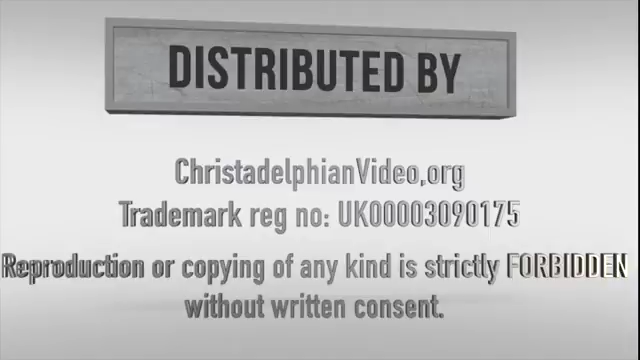 DISTRIBUTED BY
ChristadelphianVideo.org
Trademark reg no: UK00003090175
Reproduction or copying of any kind is strictly FORBIDDEN
without written consent.